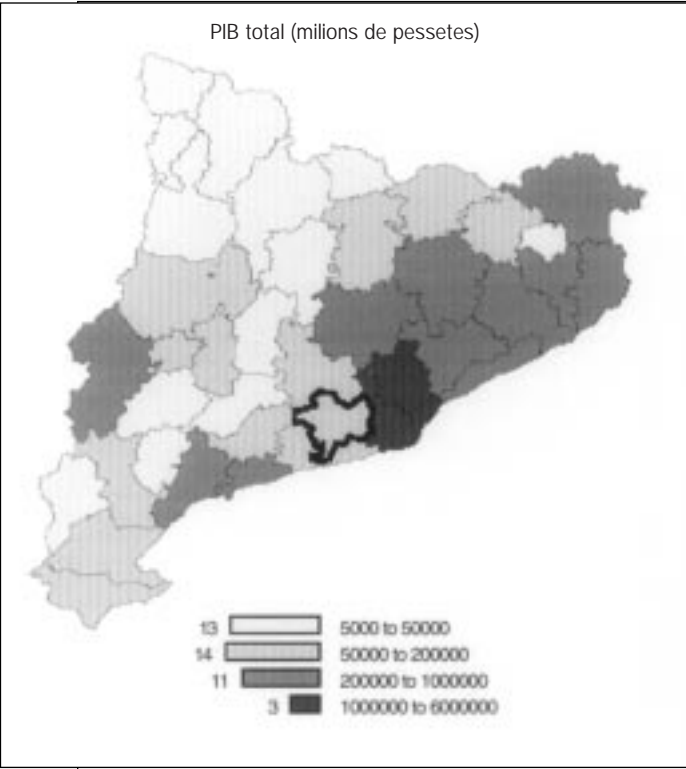 PIB total (milions de pessetes)
13 5000 to 50000
14 50000 to 200000
11 200000 to 1000000
3 1000000 to 6000000